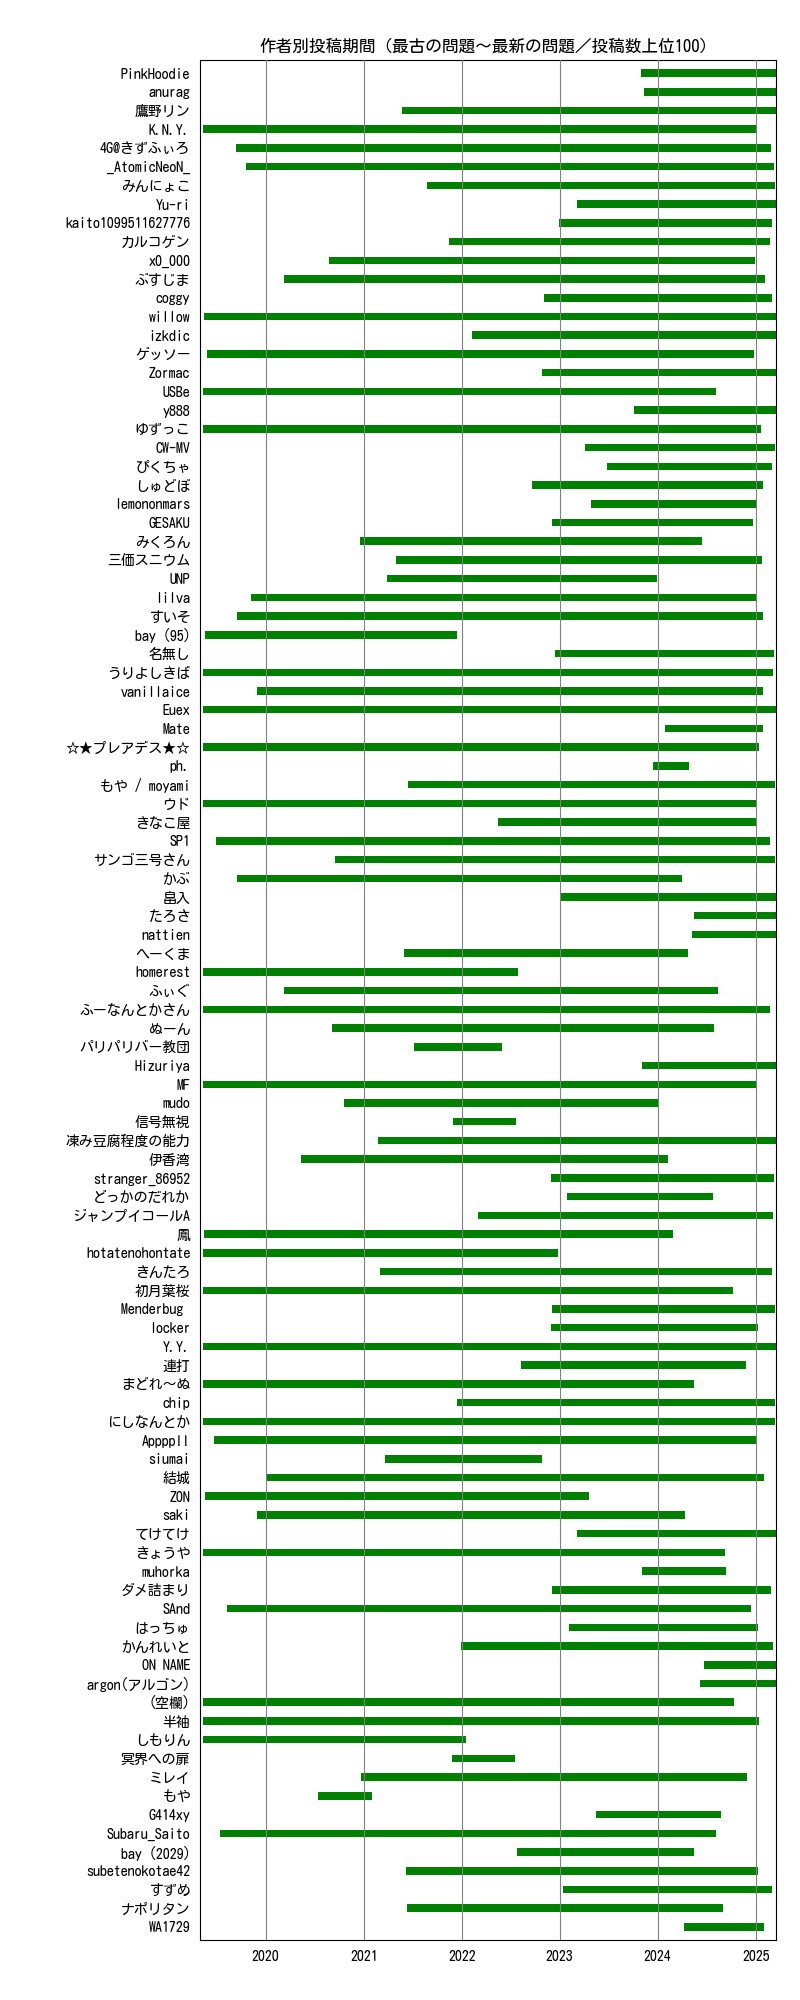 作者別投稿期間（最古の問題～最新の問題／投稿数上位100）
PinkHoodie
anurag
鷹野リン
K.N.Y.
4G@きずふぃろ
_AtomicNeoN_
みんにょこ
Yu-ri
kaito1099511627776
カルコゲン
x0_000
ぶすじま
coggy
willow
izkdic
ゲッソー
Zormac
USBe
y888
ゆずっこ
CW-MV
ぴくちゃ
しゅどぼ
lemononmars
GESAKU
みくろん
三価スニウム
UNP
lilva
すいそ
bay (95)
名無し
うりよしきば
vanillaice
Euex
Mate
☆★プレアデス★☆
ph.
もや / moyami
ウド
きなこ屋
SP1
サンゴ三号さん
かぶ
畠入
たろさ
nattien
へーくま
homerest
ふぃぐ
ふーなんとかさん
ぬーん
パリパリバー教団
Hizuriya
MF
mudo
信号無視
凍み豆腐程度の能力
伊香湾
stranger_86952
どっかのだれか
ジャンプイコールA
鳳
hotatenohontate
きんたろ
初月葉桜
Menderbug
locker
Y.Y.
連打
まどれ～ぬ
chip
にしなんとか
Appppl!
siumai
結城
ZON
saki
てけてけ
きょうや
muhorka
ダメ詰まり
SAnd
はっちゅ
かんれいと
ON NAME
argon(アルゴン)
(空欄)
半袖
しもりん
冥界への扉
ミレイ
もや
G414xy
Subaru_Saito
bay (2029)
subetenokotae42
すずめ
ナポリタン
WA1729
2020 2021 2022 2023 2024 2025